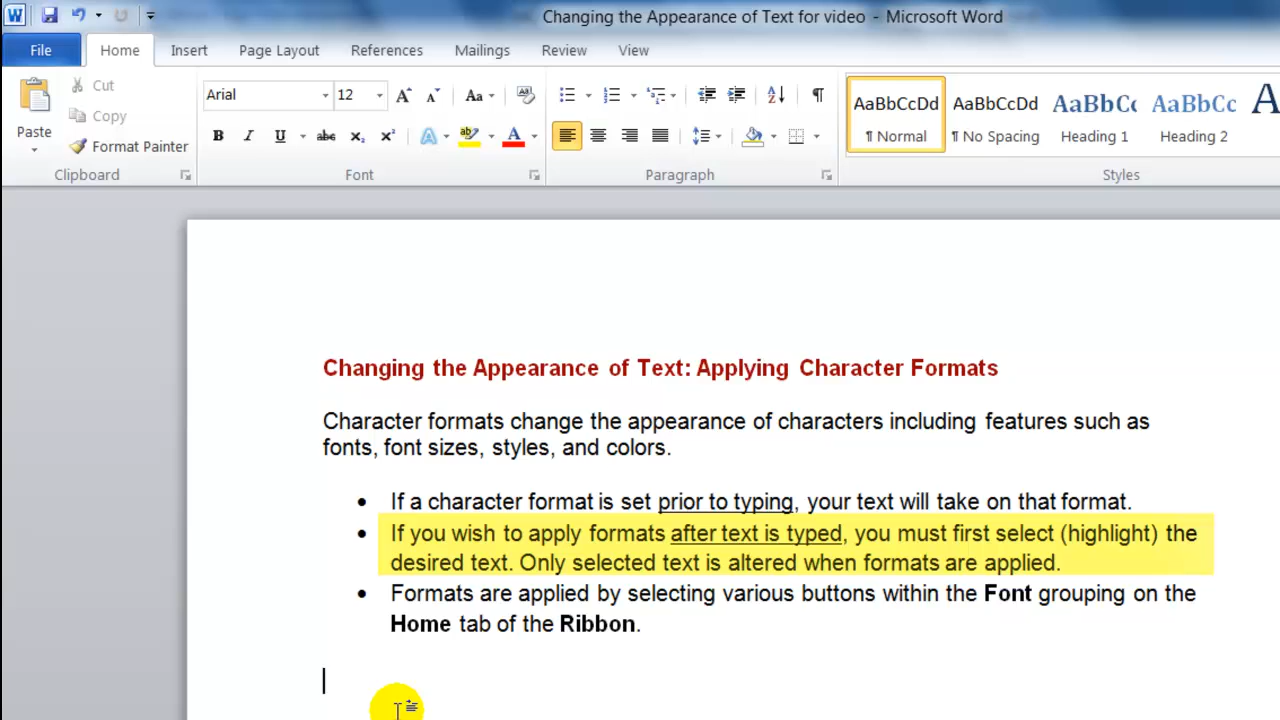 Changing the Appearance of Text for video - Microsoft Word
File Home Insert Page Layout References Mailings Review View
Paste
Cut
Copy
Format Painter
Clipboard
Arial 12 Aa
B I U abc X₂ X² A ab A
Font
Paragraph
AaBbCcDd AaBbCcDd AaBbCc AaBbCc A
¶ Normal ¶ No Spacing Heading 1 Heading 2
Styles
Changing the Appearance of Text: Applying Character Formats
Character formats change the appearance of characters including features such as
fonts, font sizes, styles, and colors.
• If a character format is set prior to typing, your text will take on that format.
• If you wish to apply formats after text is typed, you must first select (highlight) the
desired text. Only selected text is altered when formats are applied.
• Formats are applied by selecting various buttons within the Font grouping on the
Home tab of the Ribbon.